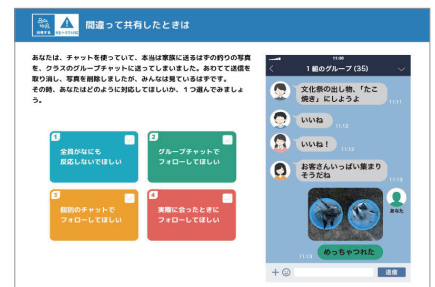 間違って共有したときは
あなたは、チャットを使っていて、本当は家族に送るはずの釣りの写真
を、クラスのグループチャットに送ってしまいました。あわてて送信を
取り消し、写真を削除しましたが、みんなは見ているはずです。
その時、あなたはどのように対応してほしいか、1つ選んでみましょ
う。
1
全員がなにも
反応しないでほしい
2
グループチャットで
フォローしてほしい
3
個別のチャットで
フォローしてほしい
4
実際に会ったときに
フォローしてほしい
11:00
1 組のグループ (35)
文化祭の出し物、「たこ
焼き」にしようよ
11:11
いいね
11:12
いいね！
11:12
お客さんいっぱい集まり
そうだね
11:13
あなた
めっちゃつれた
11:13
送信